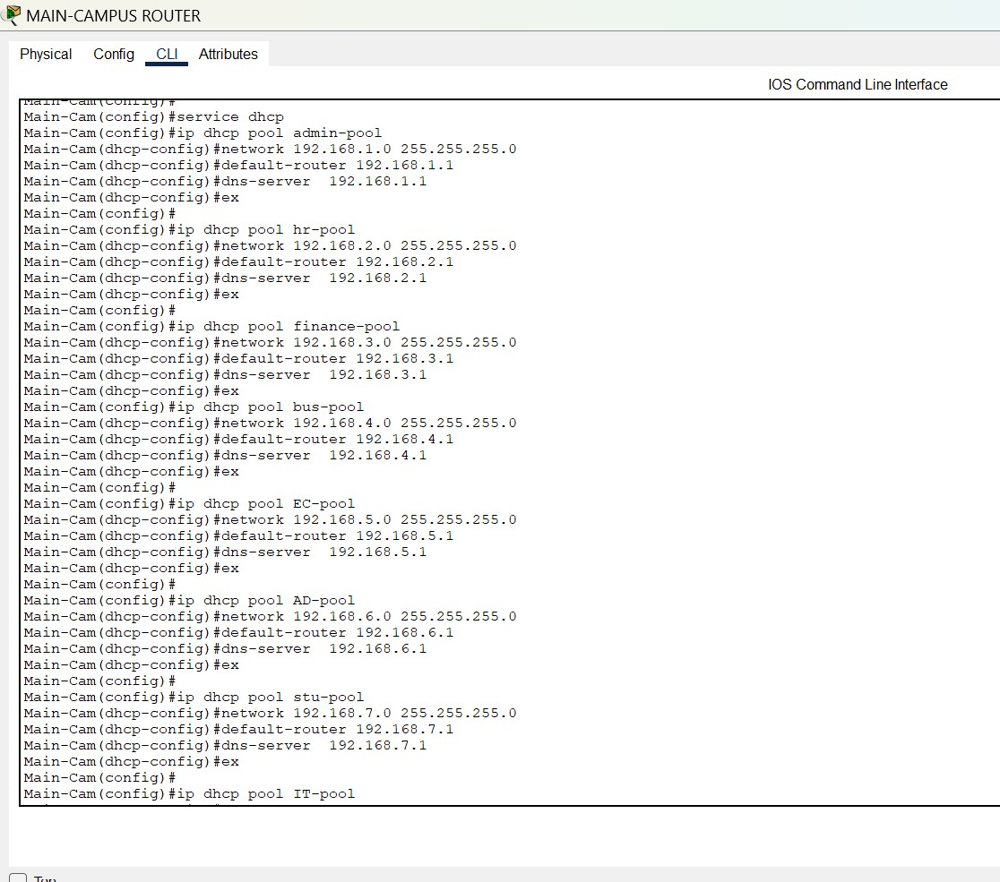 MAIN-CAMPUS ROUTER
Physical Config CLI Attributes
IOS Command Line Interface
Main-Cam(config)#
Main-Cam(config)#service dhcp
Main-Cam(config)#ip dhcp pool admin-pool
Main-Cam(dhcp-config)#network 192.168.1.0 255.255.255.0
Main-Cam(dhcp-config)#default-router 192.168.1.1
Main-Cam(dhcp-config)#dns-server  192.168.1.1
Main-Cam(dhcp-config)#ex
Main-Cam(config)#
Main-Cam(config)#ip dhcp pool hr-pool
Main-Cam(dhcp-config)#network 192.168.2.0 255.255.255.0
Main-Cam(dhcp-config)#default-router 192.168.2.1
Main-Cam(dhcp-config)#dns-server  192.168.2.1
Main-Cam(dhcp-config)#ex
Main-Cam(config)#
Main-Cam(config)#ip dhcp pool finance-pool
Main-Cam(dhcp-config)#network 192.168.3.0 255.255.255.0
Main-Cam(dhcp-config)#default-router 192.168.3.1
Main-Cam(dhcp-config)#dns-server  192.168.3.1
Main-Cam(dhcp-config)#ex
Main-Cam(config)#ip dhcp pool bus-pool
Main-Cam(dhcp-config)#network 192.168.4.0 255.255.255.0
Main-Cam(dhcp-config)#default-router 192.168.4.1
Main-Cam(dhcp-config)#dns-server  192.168.4.1
Main-Cam(dhcp-config)#ex
Main-Cam(config)#
Main-Cam(config)#ip dhcp pool EC-pool
Main-Cam(dhcp-config)#network 192.168.5.0 255.255.255.0
Main-Cam(dhcp-config)#default-router 192.168.5.1
Main-Cam(dhcp-config)#dns-server  192.168.5.1
Main-Cam(dhcp-config)#ex
Main-Cam(config)#
Main-Cam(config)#ip dhcp pool AD-pool
Main-Cam(dhcp-config)#network 192.168.6.0 255.255.255.0
Main-Cam(dhcp-config)#default-router 192.168.6.1
Main-Cam(dhcp-config)#dns-server  192.168.6.1
Main-Cam(dhcp-config)#ex
Main-Cam(config)#
Main-Cam(config)#ip dhcp pool stu-pool
Main-Cam(dhcp-config)#network 192.168.7.0 255.255.255.0
Main-Cam(dhcp-config)#default-router 192.168.7.1
Main-Cam(dhcp-config)#dns-server  192.168.7.1
Main-Cam(dhcp-config)#ex
Main-Cam(config)#
Main-Cam(config)#ip dhcp pool IT-pool
Top